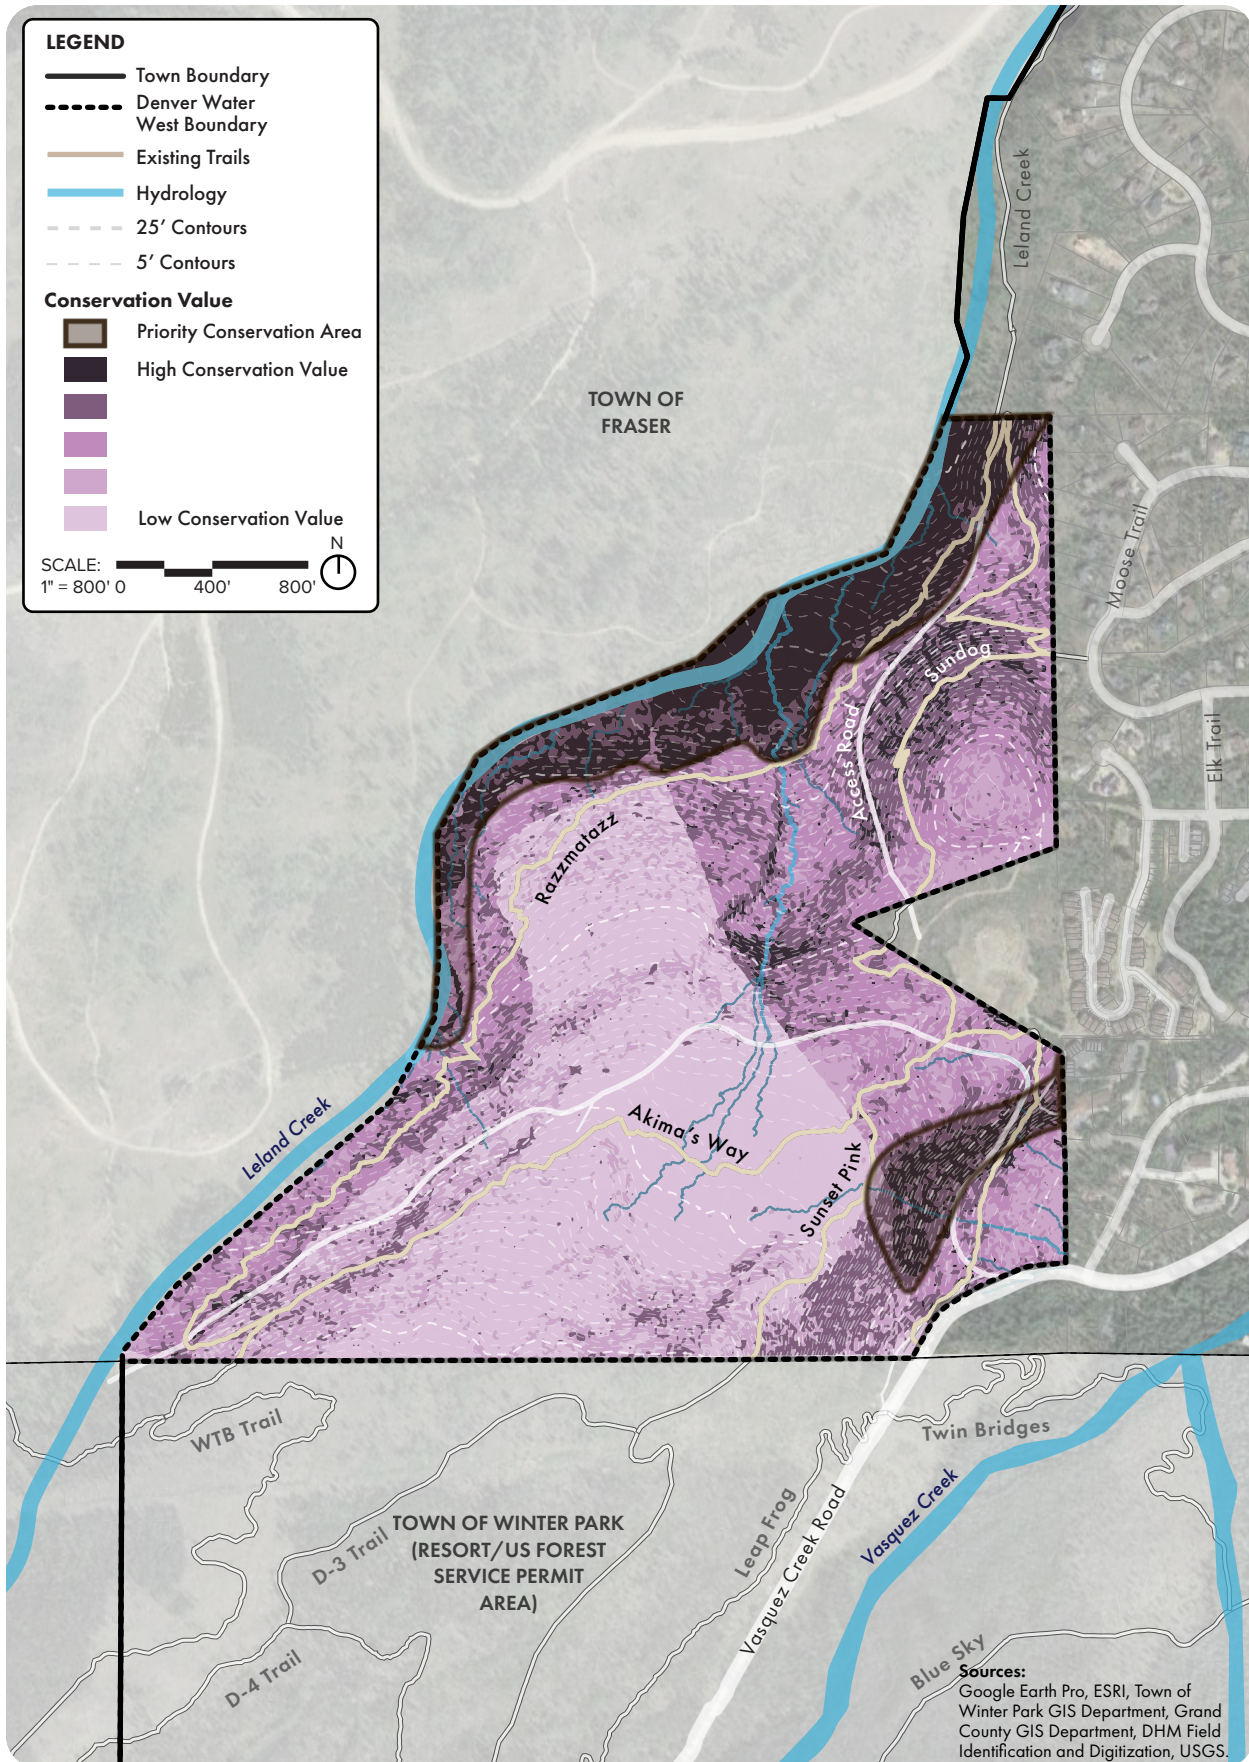 LEGEND
Town Boundary
Denver Water
West Boundary
Existing Trails
Hydrology
25’ Contours
5’ Contours
Conservation Value
Priority Conservation Area
High Conservation Value
Low Conservation Value
SCALE:
1" = 800' 0 400' 800'
N
TOWN OF
FRASER
Leland Creek
Moose Trail
Elk Trail
Sundog
Access Road
Razzmatazz
Leland Creek
Akima's Way
Sunset Pink
WTB Trail
Twin Bridges
D-3 Trail
TOWN OF WINTER PARK
(RESORT/US FOREST
SERVICE PERMIT
AREA)
Leap Frog
Vasquez Creek Road
Vasquez Creek
D-4 Trail
Blue Sky
Sources:
Google Earth Pro, ESRI, Town of
Winter Park GIS Department, Grand
County GIS Department, DHM Field
Identification and Digitization, USGS.